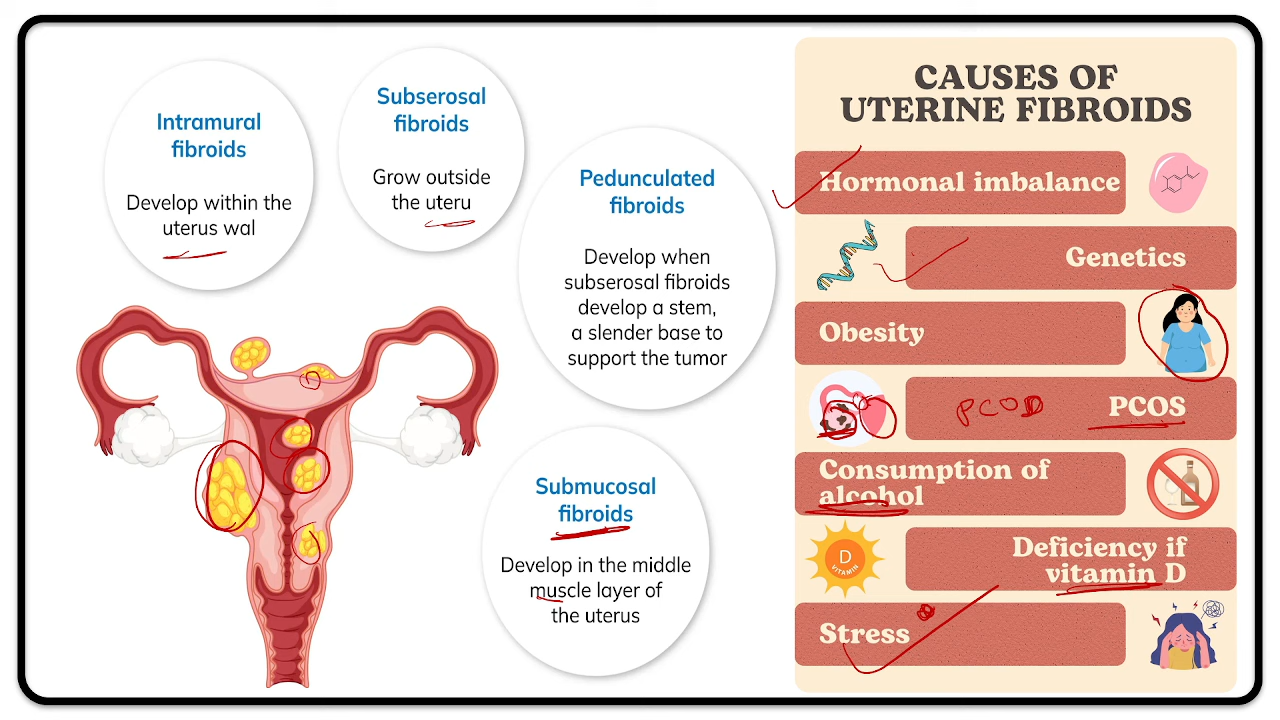 Intramural
fibroids
Develop within the
uterus wal
Subserosal
fibroids
Grow outside
the uteru
Pedunculated
fibroids
Develop when
subserosal fibroids
develop a stem,
a slender base to
support the tumor
Submucosal
fibroids
Develop in the middle
muscle layer of
the uterus
CAUSES OF
UTERINE FIBROIDS
Hormonal imbalance
Genetics
Obesity
PCOD PCOS
Consumption of
alcohol
D
VITAMIN
Deficiency if
vitamin D
Stress